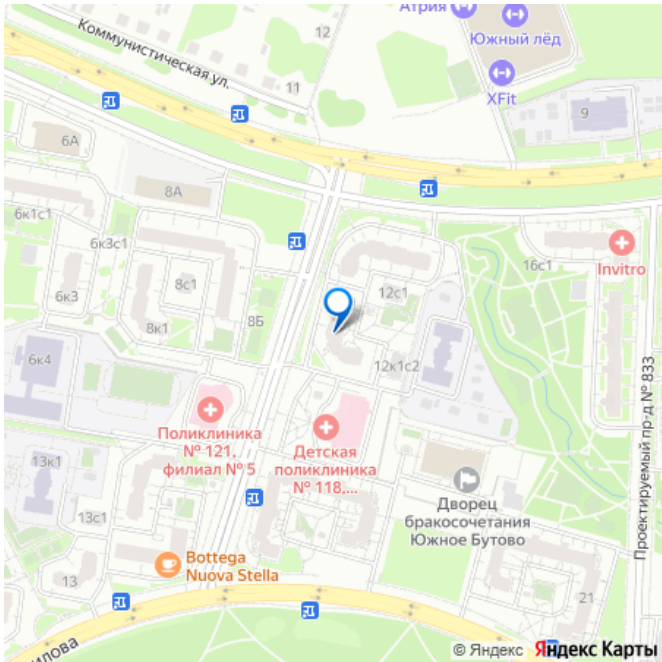 Атрия
Южный лёд
Коммунистическая ул.
11
XFit
9
6А
8А
6к1с1
6к3с1
8с1
12с1
16с1
Invitro
6к3
8к1
8Б
6к4
12к1с2
Проектируемый пр-д № 833
Поликлиника
№ 121,
филиал № 5
Детская
поликлиника
№ 118,...
13к1
Дворец
бракосочетания
Южное Бутово
13с1
Bottega
Nuova Stella
13
21
илова
© Яндекс Яндекс Карты